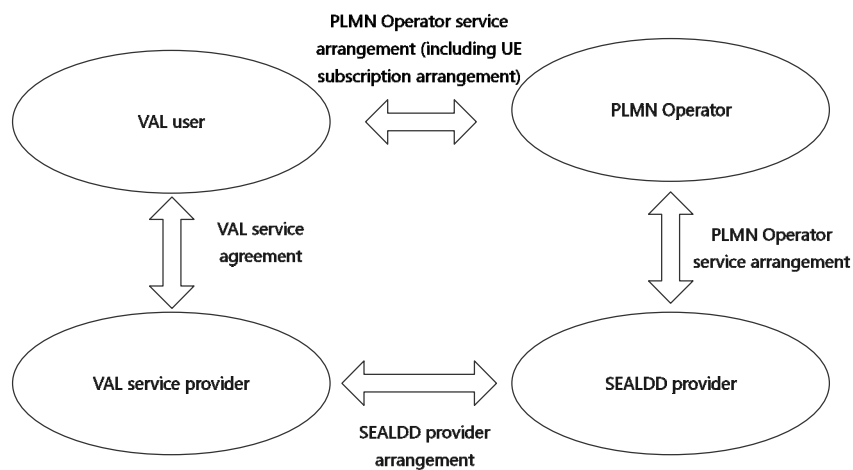 PLMN Operator service
arrangement (including UE
subscription arrangement)
VAL user
PLMN Operator
VAL service
agreement
PLMN Operator
service arrangement
VAL service provider
SEALDD provider
SEALDD provider
arrangement